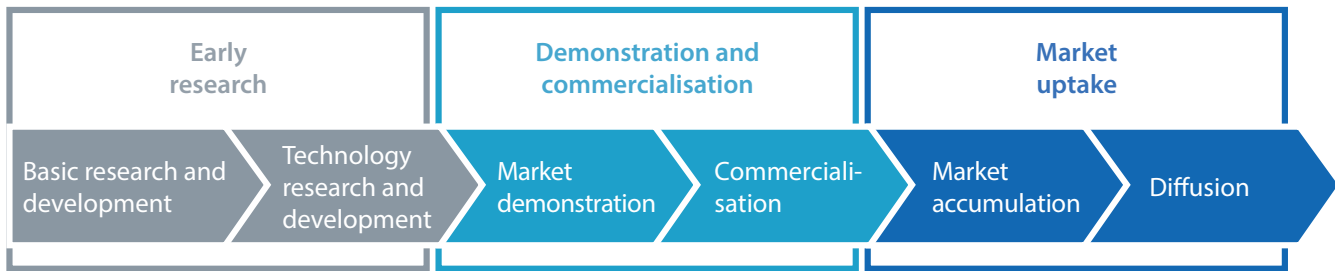 Early
research
Demonstration and
commercialisation
Market
uptake
Basic research and
development
Technology
research and
development
Market
demonstration
Commerciali-
sation
Market
accumulation
Diffusion